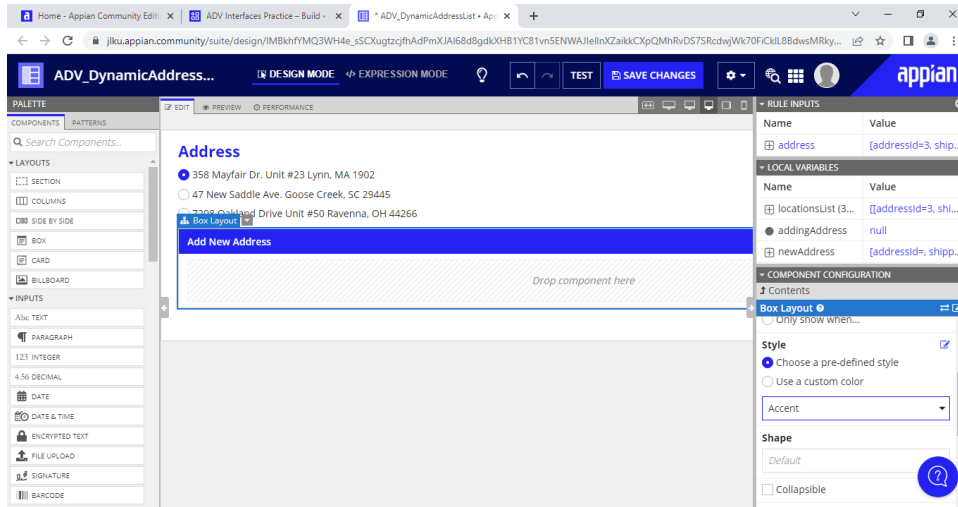 Home - Appian Community Editi
ADV Interfaces Practice – Build
* ADV_DynamicAddressList • App
jlku.appian.community/suite/design/
ADV_DynamicAddress...
DESIGN MODE
</> EXPRESSION MODE
TEST
SAVE CHANGES
appian
PALETTE
COMPONENTS PATTERNS
Search Components...
LAYOUTS
SECTION
COLUMNS
SIDE BY SIDE
BOX
CARD
BILLBOARD
INPUTS
Abc TEXT
PARAGRAPH
123 INTEGER
4.56 DECIMAL
DATE
DATE & TIME
ENCRYPTED TEXT
FILE UPLOAD
SIGNATURE
BARCODE
EDIT PREVIEW PERFORMANCE
Address
358 Mayfair Dr. Unit #23 Lynn, MA 1902
47 New Saddle Ave. Goose Creek, SC 29445
7208 Oakland Drive Unit #50 Ravenna, OH 44266
Box Layout
Add New Address
Drop component here
RULE INPUTS
Name Value
address [addressId=3, ship...
LOCAL VARIABLES
Name Value
locationsList (3... [[addressId=3, shi...
addingAddress null
newAddress [addressId=, shipp...
COMPONENT CONFIGURATION
Contents
Box Layout
Only show when...
Style
Choose a pre-defined style
Use a custom color
Accent
Shape
Default
Collapsible